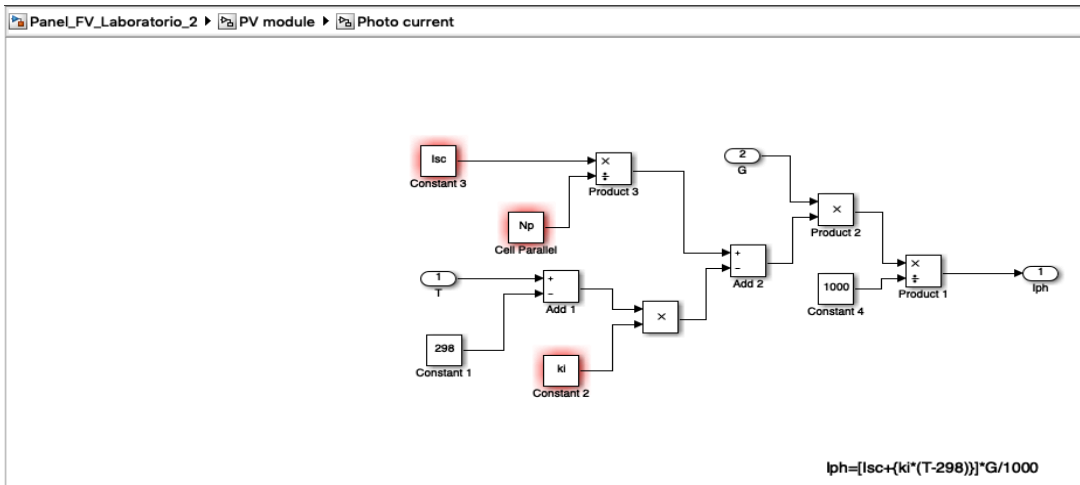 Panel_FV_Laboratorio_2 PV module Photo current
Isc
Constant 3
×
÷
Product 3
2
G
Np
Cell Parallel
×
Product 2
1
T
+
−
Add 1
+
−
Add 2
×
÷
Product 1
1
Iph
1000
Constant 4
×
298
Constant 1
ki
Constant 2
Iph=[Isc+{ki*(T-298)}]*G/1000